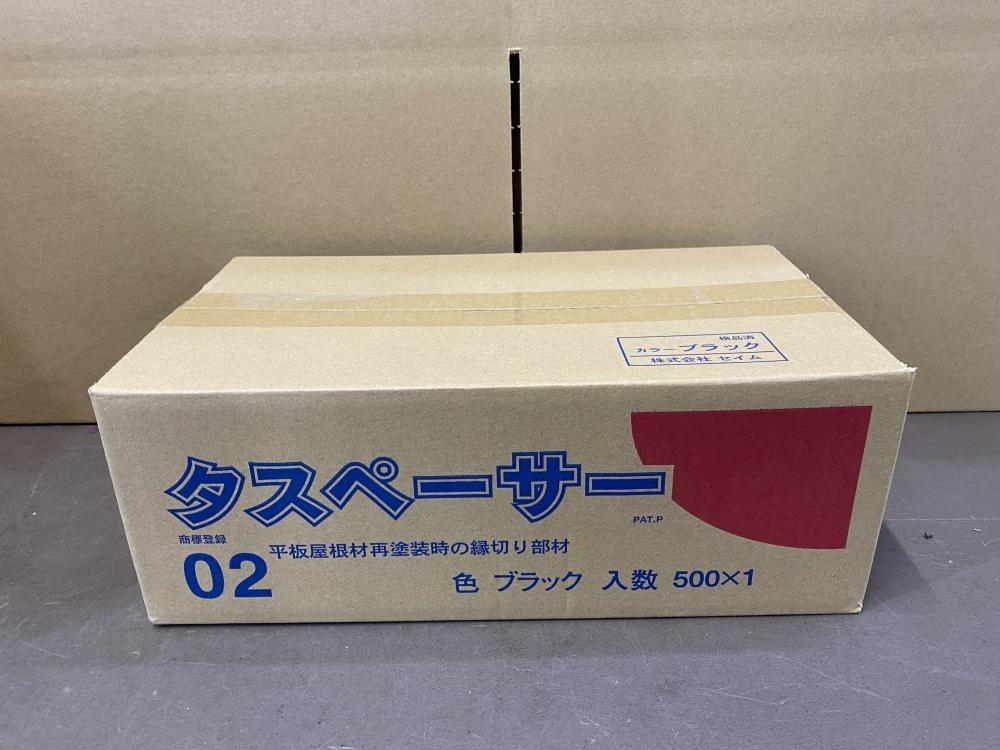 検品済
カラー ブラック
株式会社 セイム
タスペーサー
PAT.P
商標登録
02 平板屋根材再塗装時の縁切り部材
色 ブラック 入数 500×1